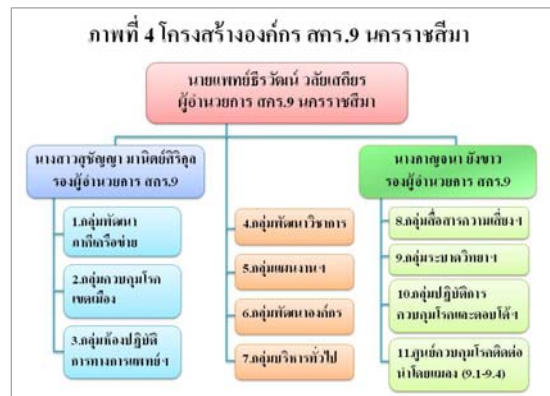 ภาพที่ 4 โครงสร้างองค์กร สคร.9 นครราชสีมา
นายแพทย์ธีรวัฒน์ วลัยเสถียร
ผู้อำนวยการ สคร.9 นครราชสีมา
นางสาวสุชัญญา มานิตย์ศิริกุล
รองผู้อำนวยการ สคร.9
นางกาญจนา ยังขาว
รองผู้อำนวยการ สคร.9
1.กลุ่มพัฒนา
ภาคีเครือข่าย
2.กลุ่มควบคุมโรค
เขตเมือง
3.กลุ่มห้องปฏิบัติ
การทางการแพทย์ฯ
4.กลุ่มพัฒนาวิชาการ
5.กลุ่มแผนงานฯ
6.กลุ่มพัฒนาองค์กร
7.กลุ่มบริหารทั่วไป
8.กลุ่มสื่อสารความเสี่ยงฯ
9.กลุ่มระบาดวิทยาฯ
10.กลุ่มปฏิบัติการ
ควบคุมโรคและตอบโต้ฯ
11.ศูนย์ควบคุมโรคติดต่อ
นำโดยแมลง (9.1-9.4)